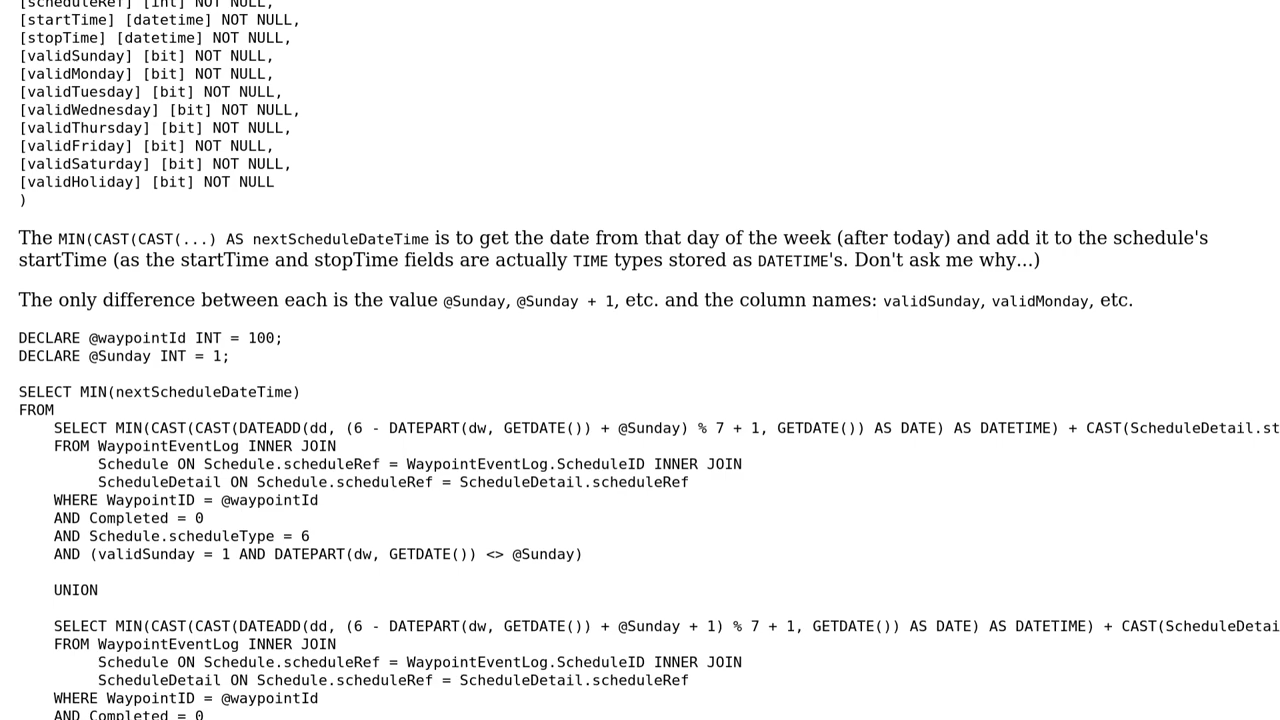 [scheduleRef] [int] NOT NULL,
[startTime] [datetime] NOT NULL,
[stopTime] [datetime] NOT NULL,
[validSunday] [bit] NOT NULL,
[validMonday] [bit] NOT NULL,
[validTuesday] [bit] NOT NULL,
[validWednesday] [bit] NOT NULL,
[validThursday] [bit] NOT NULL,
[validFriday] [bit] NOT NULL,
[validSaturday] [bit] NOT NULL,
[validHoliday] [bit] NOT NULL
)
The MIN(CAST(CAST(...) AS nextScheduleDateTime is to get the date from that day of the week (after today) and add it to the schedule's
startTime (as the startTime and stopTime fields are actually TIME types stored as DATETIME's. Don't ask me why...)
The only difference between each is the value @Sunday, @Sunday + 1, etc. and the column names: validSunday, validMonday, etc.
DECLARE @waypointId INT = 100;
DECLARE @Sunday INT = 1;
SELECT MIN(nextScheduleDateTime)
FROM
SELECT MIN(CAST(CAST(DATEADD(dd, (6 - DATEPART(dw, GETDATE()) + @Sunday) % 7 + 1, GETDATE()) AS DATE) AS DATETIME) + CAST(ScheduleDetail.st
FROM WaypointEventLog INNER JOIN
Schedule ON Schedule.scheduleRef = WaypointEventLog.ScheduleID INNER JOIN
ScheduleDetail ON Schedule.scheduleRef = ScheduleDetail.scheduleRef
WHERE WaypointID = @waypointId
AND Completed = 0
AND Schedule.scheduleType = 6
AND (validSunday = 1 AND DATEPART(dw, GETDATE()) <> @Sunday)
UNION
SELECT MIN(CAST(CAST(DATEADD(dd, (6 - DATEPART(dw, GETDATE()) + @Sunday + 1) % 7 + 1, GETDATE()) AS DATE) AS DATETIME) + CAST(ScheduleDetai
FROM WaypointEventLog INNER JOIN
Schedule ON Schedule.scheduleRef = WaypointEventLog.ScheduleID INNER JOIN
ScheduleDetail ON Schedule.scheduleRef = ScheduleDetail.scheduleRef
WHERE WaypointID = @waypointId
AND Completed = 0